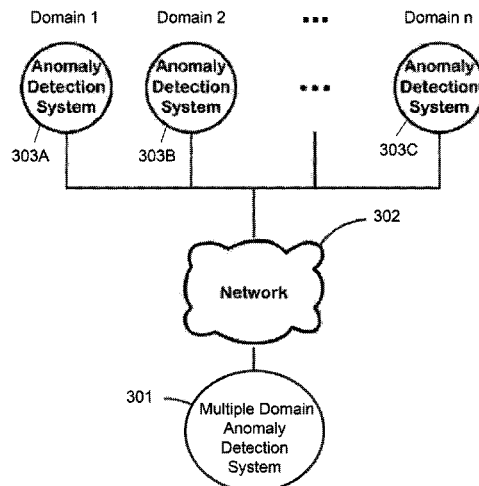 Domain 1 Domain 2 ... Domain n
Anomaly Detection System
Anomaly Detection System
...
Anomaly Detection System
303A
303B
303C
302
Network
301
Multiple Domain
Anomaly
Detection
System